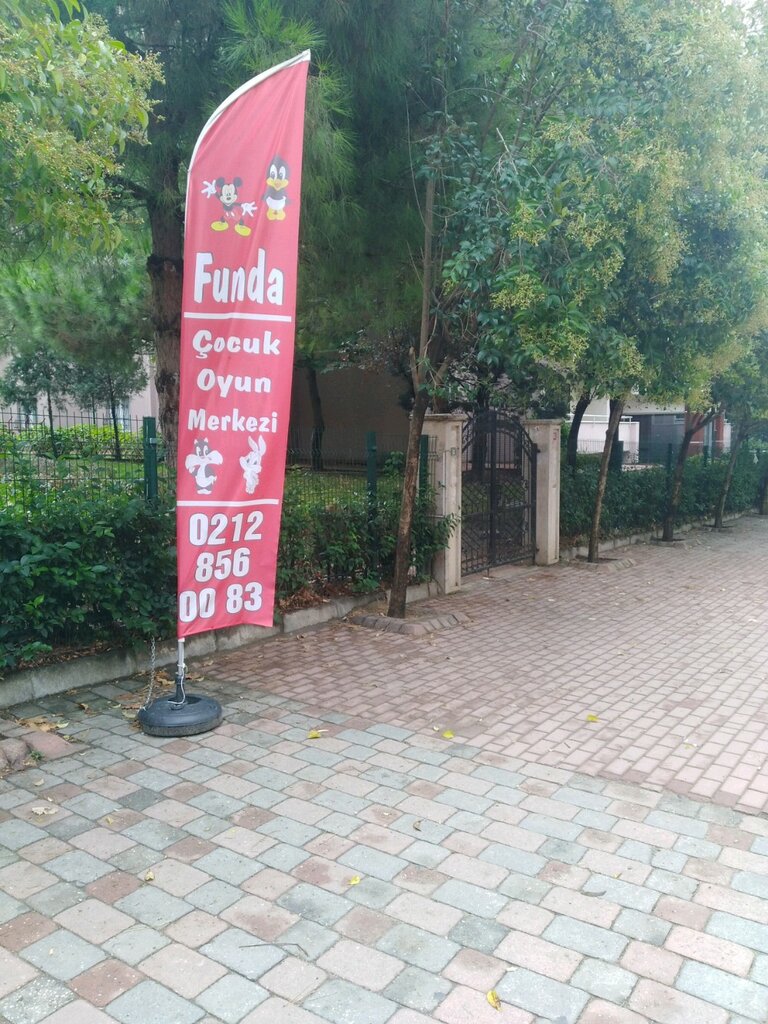 Funda
Çocuk
Oyun
Merkezi
0212
856
00 83